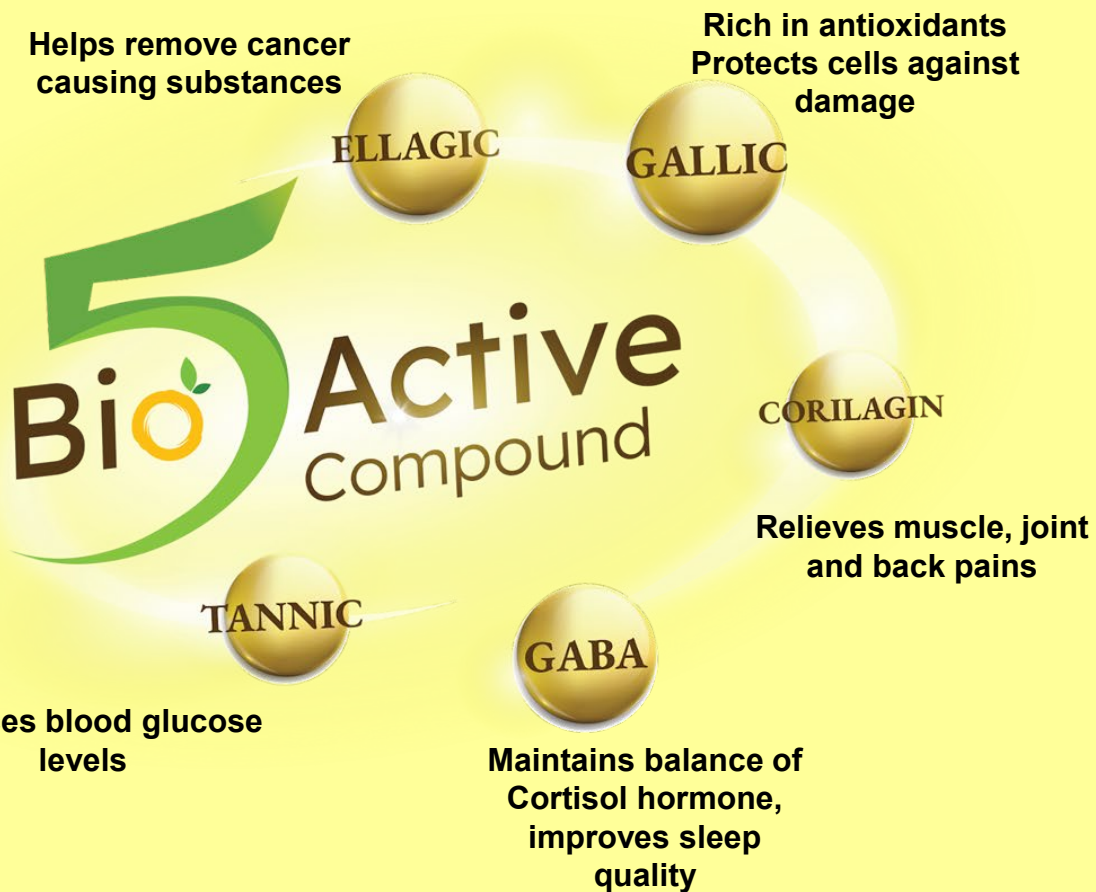 Helps remove cancer
causing substances
Rich in antioxidants
Protects cells against
damage
ELLAGIC
GALLIC
5
Bio Active
Compound
CORILAGIN
Relieves muscle, joint
and back pains
TANNIC
GABA
blood glucose
levels
Maintains balance of
Cortisol hormone,
improves sleep
quality